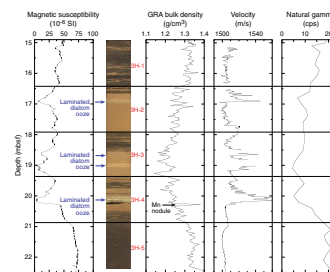 Magnetic susceptibility
(10-6 SI)
0 25 50 75 100
GRA bulk density
(g/cm3)
1.1 1.2 1.3 1.4
Velocity
(m/s)
1500 1540
Natural gamm
(cps)
0 10 20
15
16
17
18
19
20
21
22
Depth (mbsf)
3H-1
3H-2
3H-3
3H-4
3H-5
Laminated
diatom
ooze
Laminated
diatom
ooze
Laminated
diatom
ooze
Mn
nodule